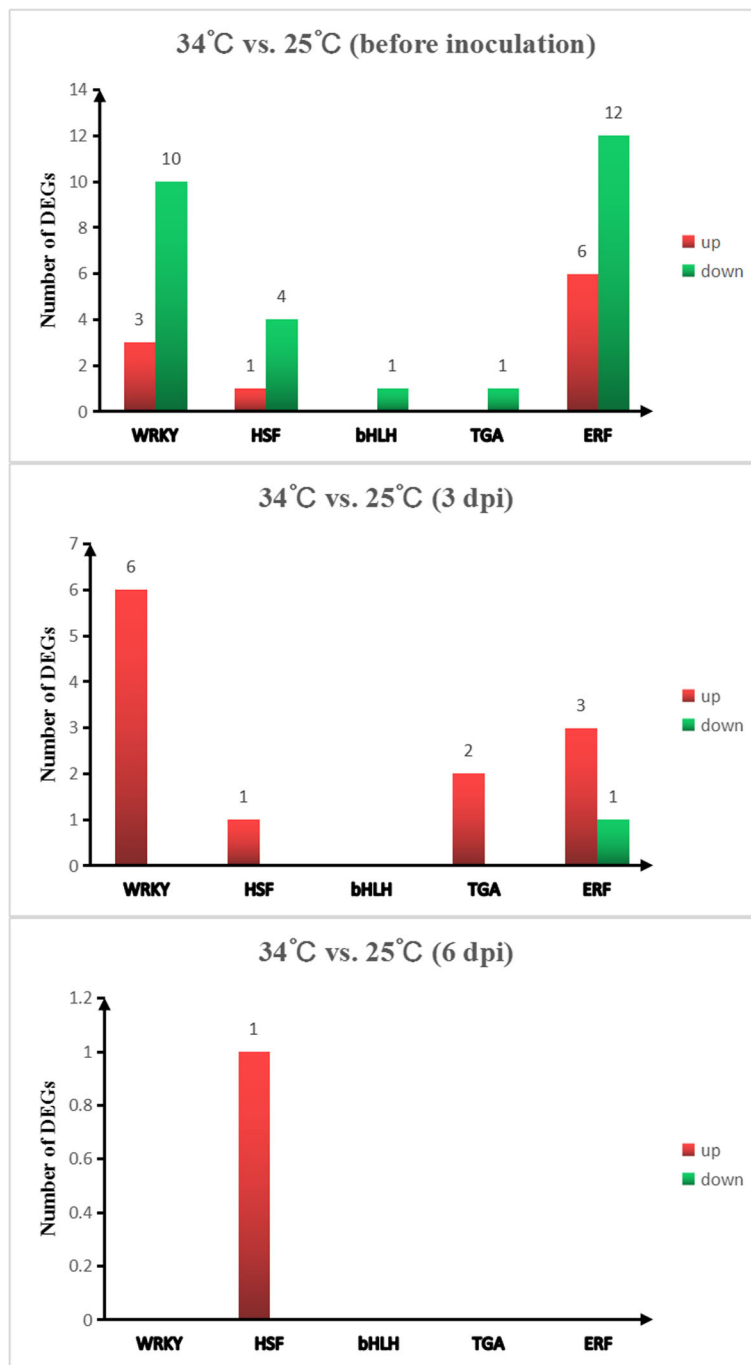 34℃ vs. 25℃ (before inoculation)
Number of DEGs
14
12
10
8
6
4
2
0
3
10
1
4
1
1
6
12
WRKY HSF bHLH TGA ERF
up
down
34℃ vs. 25℃ (3 dpi)
Number of DEGs
7
6
5
4
3
2
1
0
6
1
2
3
1
WRKY HSF bHLH TGA ERF
up
down
34℃ vs. 25℃ (6 dpi)
Number of DEGs
1.2
1
0.8
0.6
0.4
0.2
0
1
WRKY HSF bHLH TGA ERF
up
down